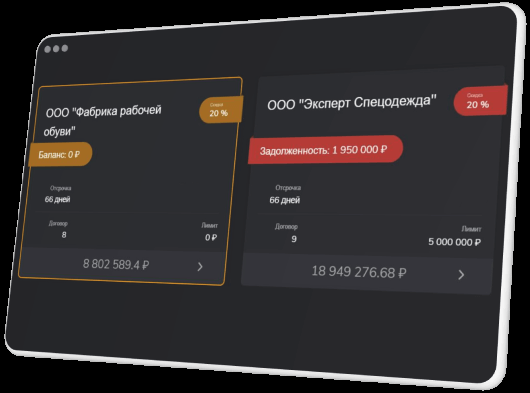 ООО "Фабрика рабочей
обуви"
Скидка
20 %
Баланс: 0 ₽
Отсрочка
66 дней
Договор
8
Лимит
0 ₽
8 802 589.4 ₽
ООО "Эксперт Спецодежда"
Скидка
20 %
Задолженность: 1 950 000 ₽
Отсрочка
66 дней
Договор
9
Лимит
5 000 000 ₽
18 949 276.68 ₽